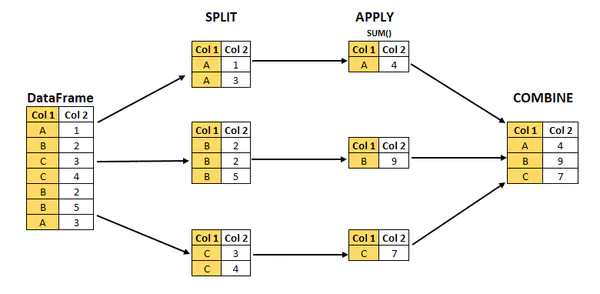 SPLIT
APPLY
SUM()
Col 1 Col 2
A 1
A 3
Col 1 Col 2
A 4
DataFrame
Col 1 Col 2
A 1
B 2
C 3
C 4
B 2
B 5
A 3
Col 1 Col 2
B 2
B 2
B 5
Col 1 Col 2
B 9
COMBINE
Col 1 Col 2
A 4
B 9
C 7
Col 1 Col 2
C 3
C 4
Col 1 Col 2
C 7